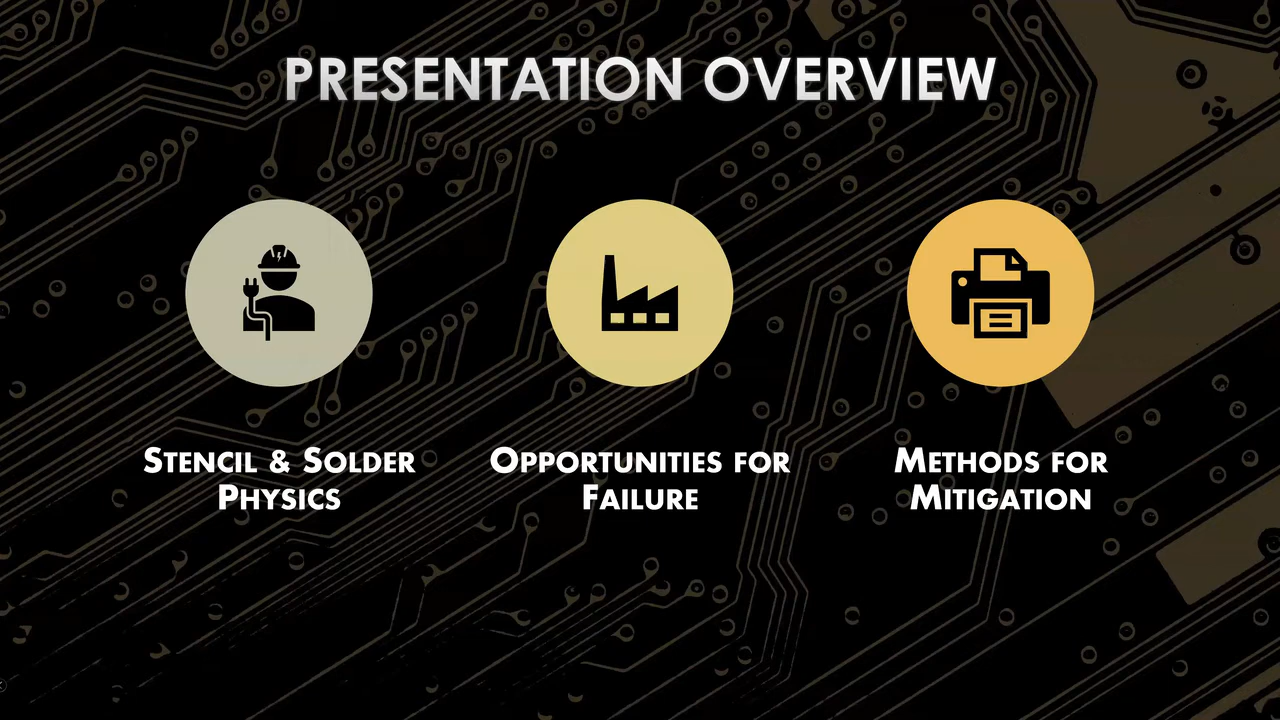 PRESENTATION OVERVIEW
STENCIL & SOLDER
PHYSICS
OPPORTUNITIES FOR
FAILURE
METHODS FOR
MITIGATION